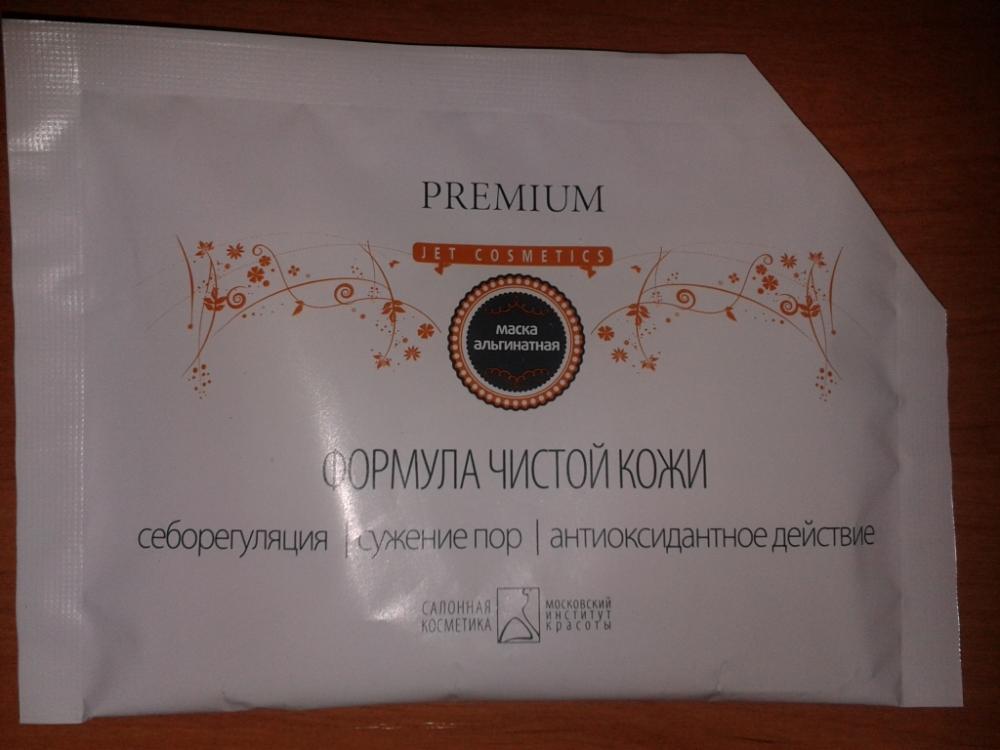 PREMIUM
JET COSMETICS
маска
альгинатная
ФОРМУЛА ЧИСТОЙ КОЖИ
себорегуляция | сужение пор | антиоксидантное действие
САЛОННАЯ
КОСМЕТИКА
МОСКОВСКИЙ
ИНСТИТУТ
красоты